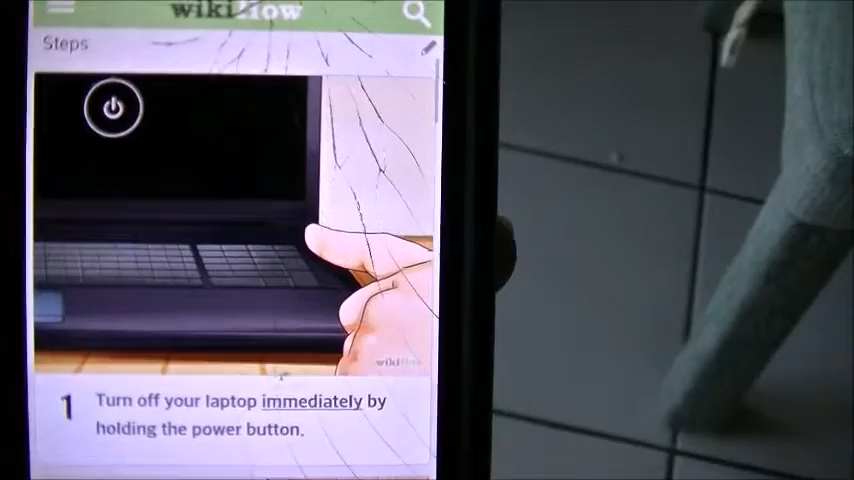 wikiHow
Steps
wikiHow
1 Turn off your laptop immediately by
holding the power button.